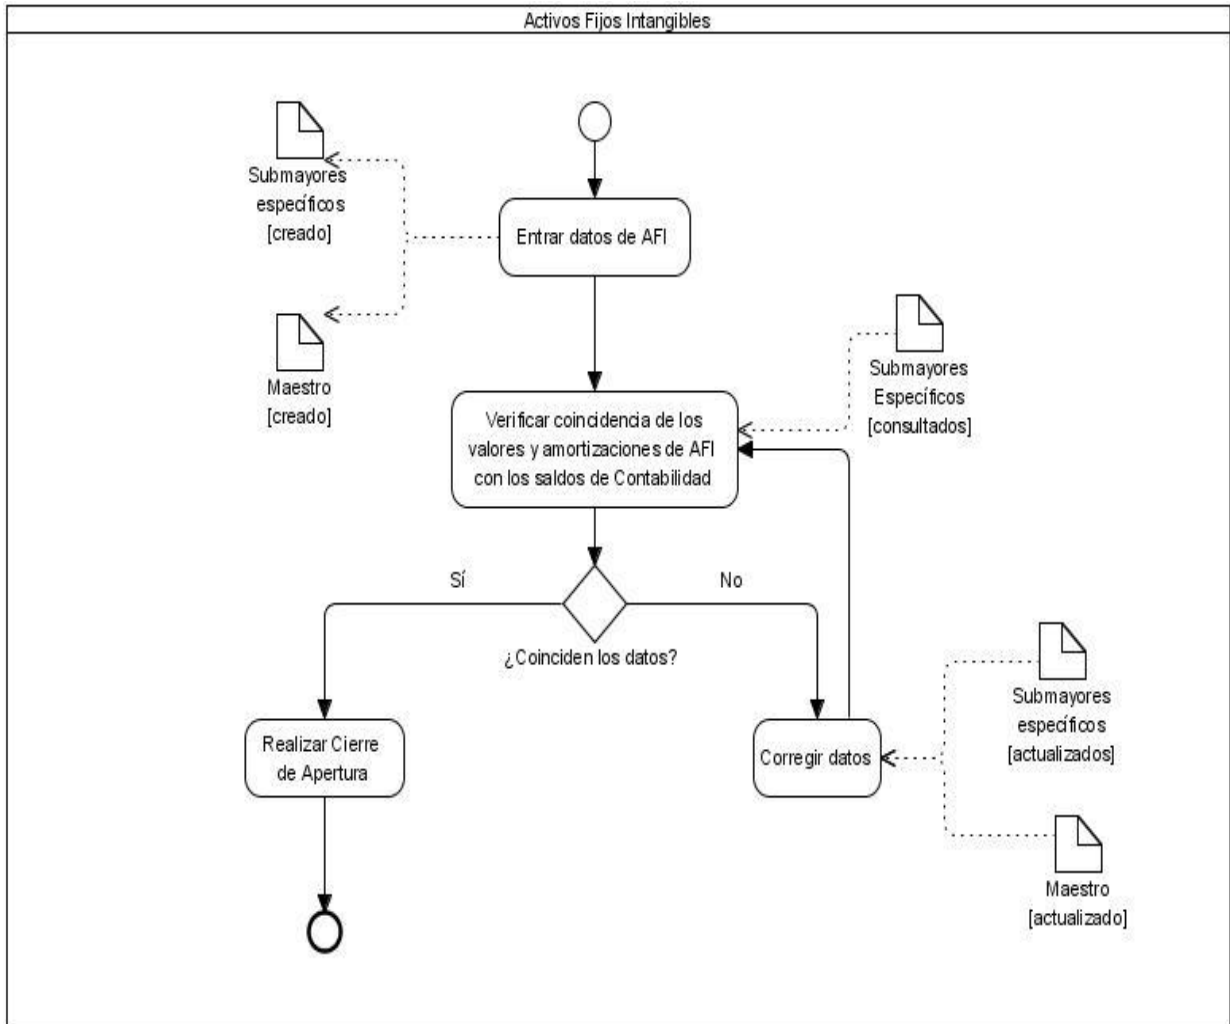 Activos Fijos Intangibles
Submayores
específicos
[creado]
Entrar datos de AFI
Maestro
[creado]
Submayores
Específicos
[consultados]
Verificar coincidencia de los
valores y amortizaciones de AFI
con los saldos de Contabilidad
Sí
No
¿Coinciden los datos?
Realizar Cierre
de Apertura
Corregir datos
Submayores
específicos
[actualizados]
Maestro
[actualizado]